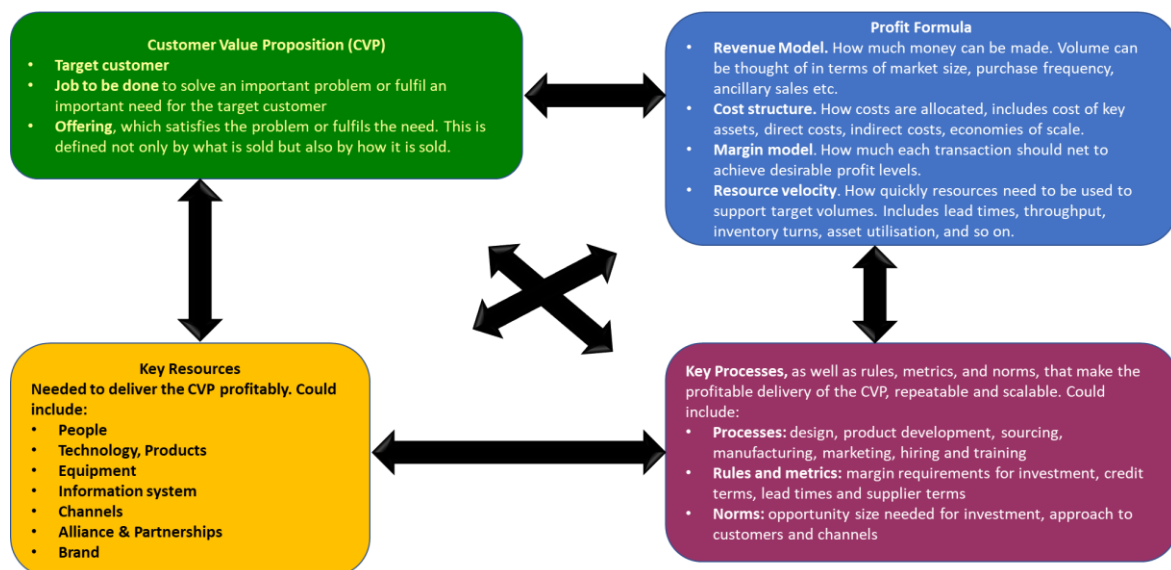 Customer Value Proposition (CVP)
• Target customer
• Job to be done to solve an important problem or fulfil an
important need for the target customer
• Offering, which satisfies the problem or fulfils the need. This is
defined not only by what is sold but also by how it is sold.
Profit Formula
• Revenue Model. How much money can be made. Volume can
be thought of in terms of market size, purchase frequency,
ancillary sales etc.
• Cost structure. How costs are allocated, includes cost of key
assets, direct costs, indirect costs, economies of scale.
• Margin model. How much each transaction should net to
achieve desirable profit levels.
• Resource velocity. How quickly resources need to be used to
support target volumes. Includes lead times, throughput,
inventory turns, asset utilisation, and so on.
Key Resources
Needed to deliver the CVP profitably. Could
include:
• People
• Technology, Products
• Equipment
• Information system
• Channels
• Alliance & Partnerships
• Brand
Key Processes, as well as rules, metrics, and norms, that make the
profitable delivery of the CVP, repeatable and scalable. Could
include:
• Processes: design, product development, sourcing,
manufacturing, marketing, hiring and training
• Rules and metrics: margin requirements for investment, credit
terms, lead times and supplier terms
• Norms: opportunity size needed for investment, approach to
customers and channels